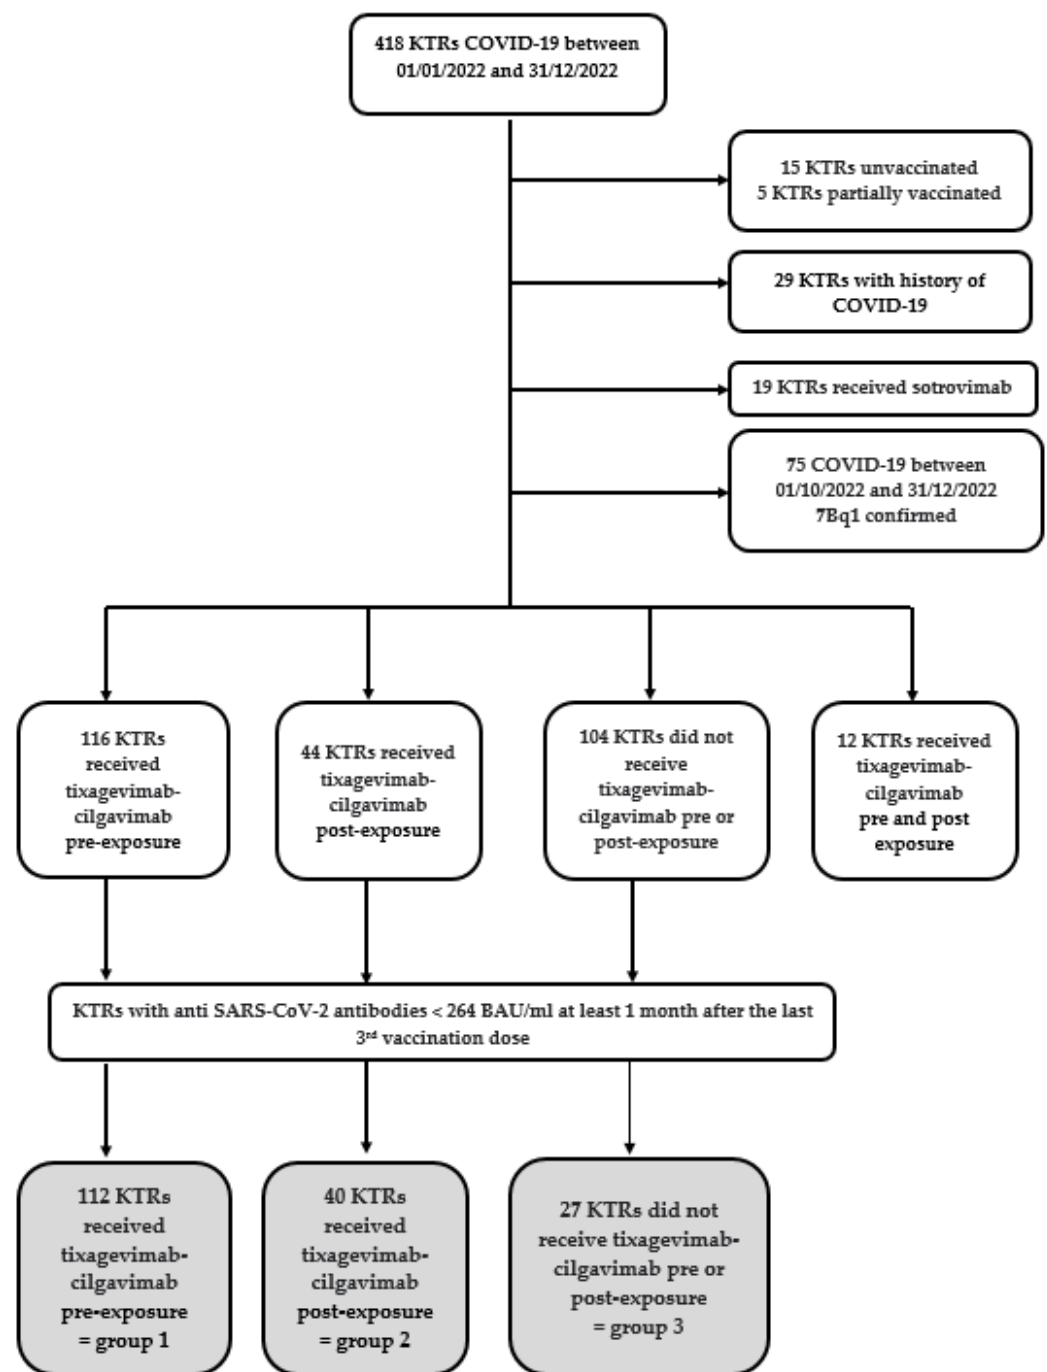 418 KTRs COVID-19 between
01/01/2022 and 31/12/2022
15 KTRs unvaccinated
5 KTRs partially vaccinated
29 KTRs with history of
COVID-19
19 KTRs received sotrovimab
75 COVID-19 between
01/10/2022 and 31/12/2022
7Bq1 confirmed
116 KTRs
received
tixagevimab-
cilgavimab
pre-exposure
44 KTRs received
tixagevimab-
cilgavimab
post-exposure
104 KTRs did not
receive
tixagevimab-
cilgavimab pre or
post-exposure
12 KTRs received
tixagevimab-
cilgavimab
pre and post
exposure
KTRs with anti SARS-CoV-2 antibodies < 264 BAU/ml at least 1 month after the last
3rd vaccination dose
112 KTRs
received
tixagevimab-
cilgavimab
pre-exposure
= group 1
40 KTRs
received
tixagevimab-
cilgavimab
post-exposure
= group 2
27 KTRs did not
receive tixagevimab-
cilgavimab pre or
post-exposure
= group 3